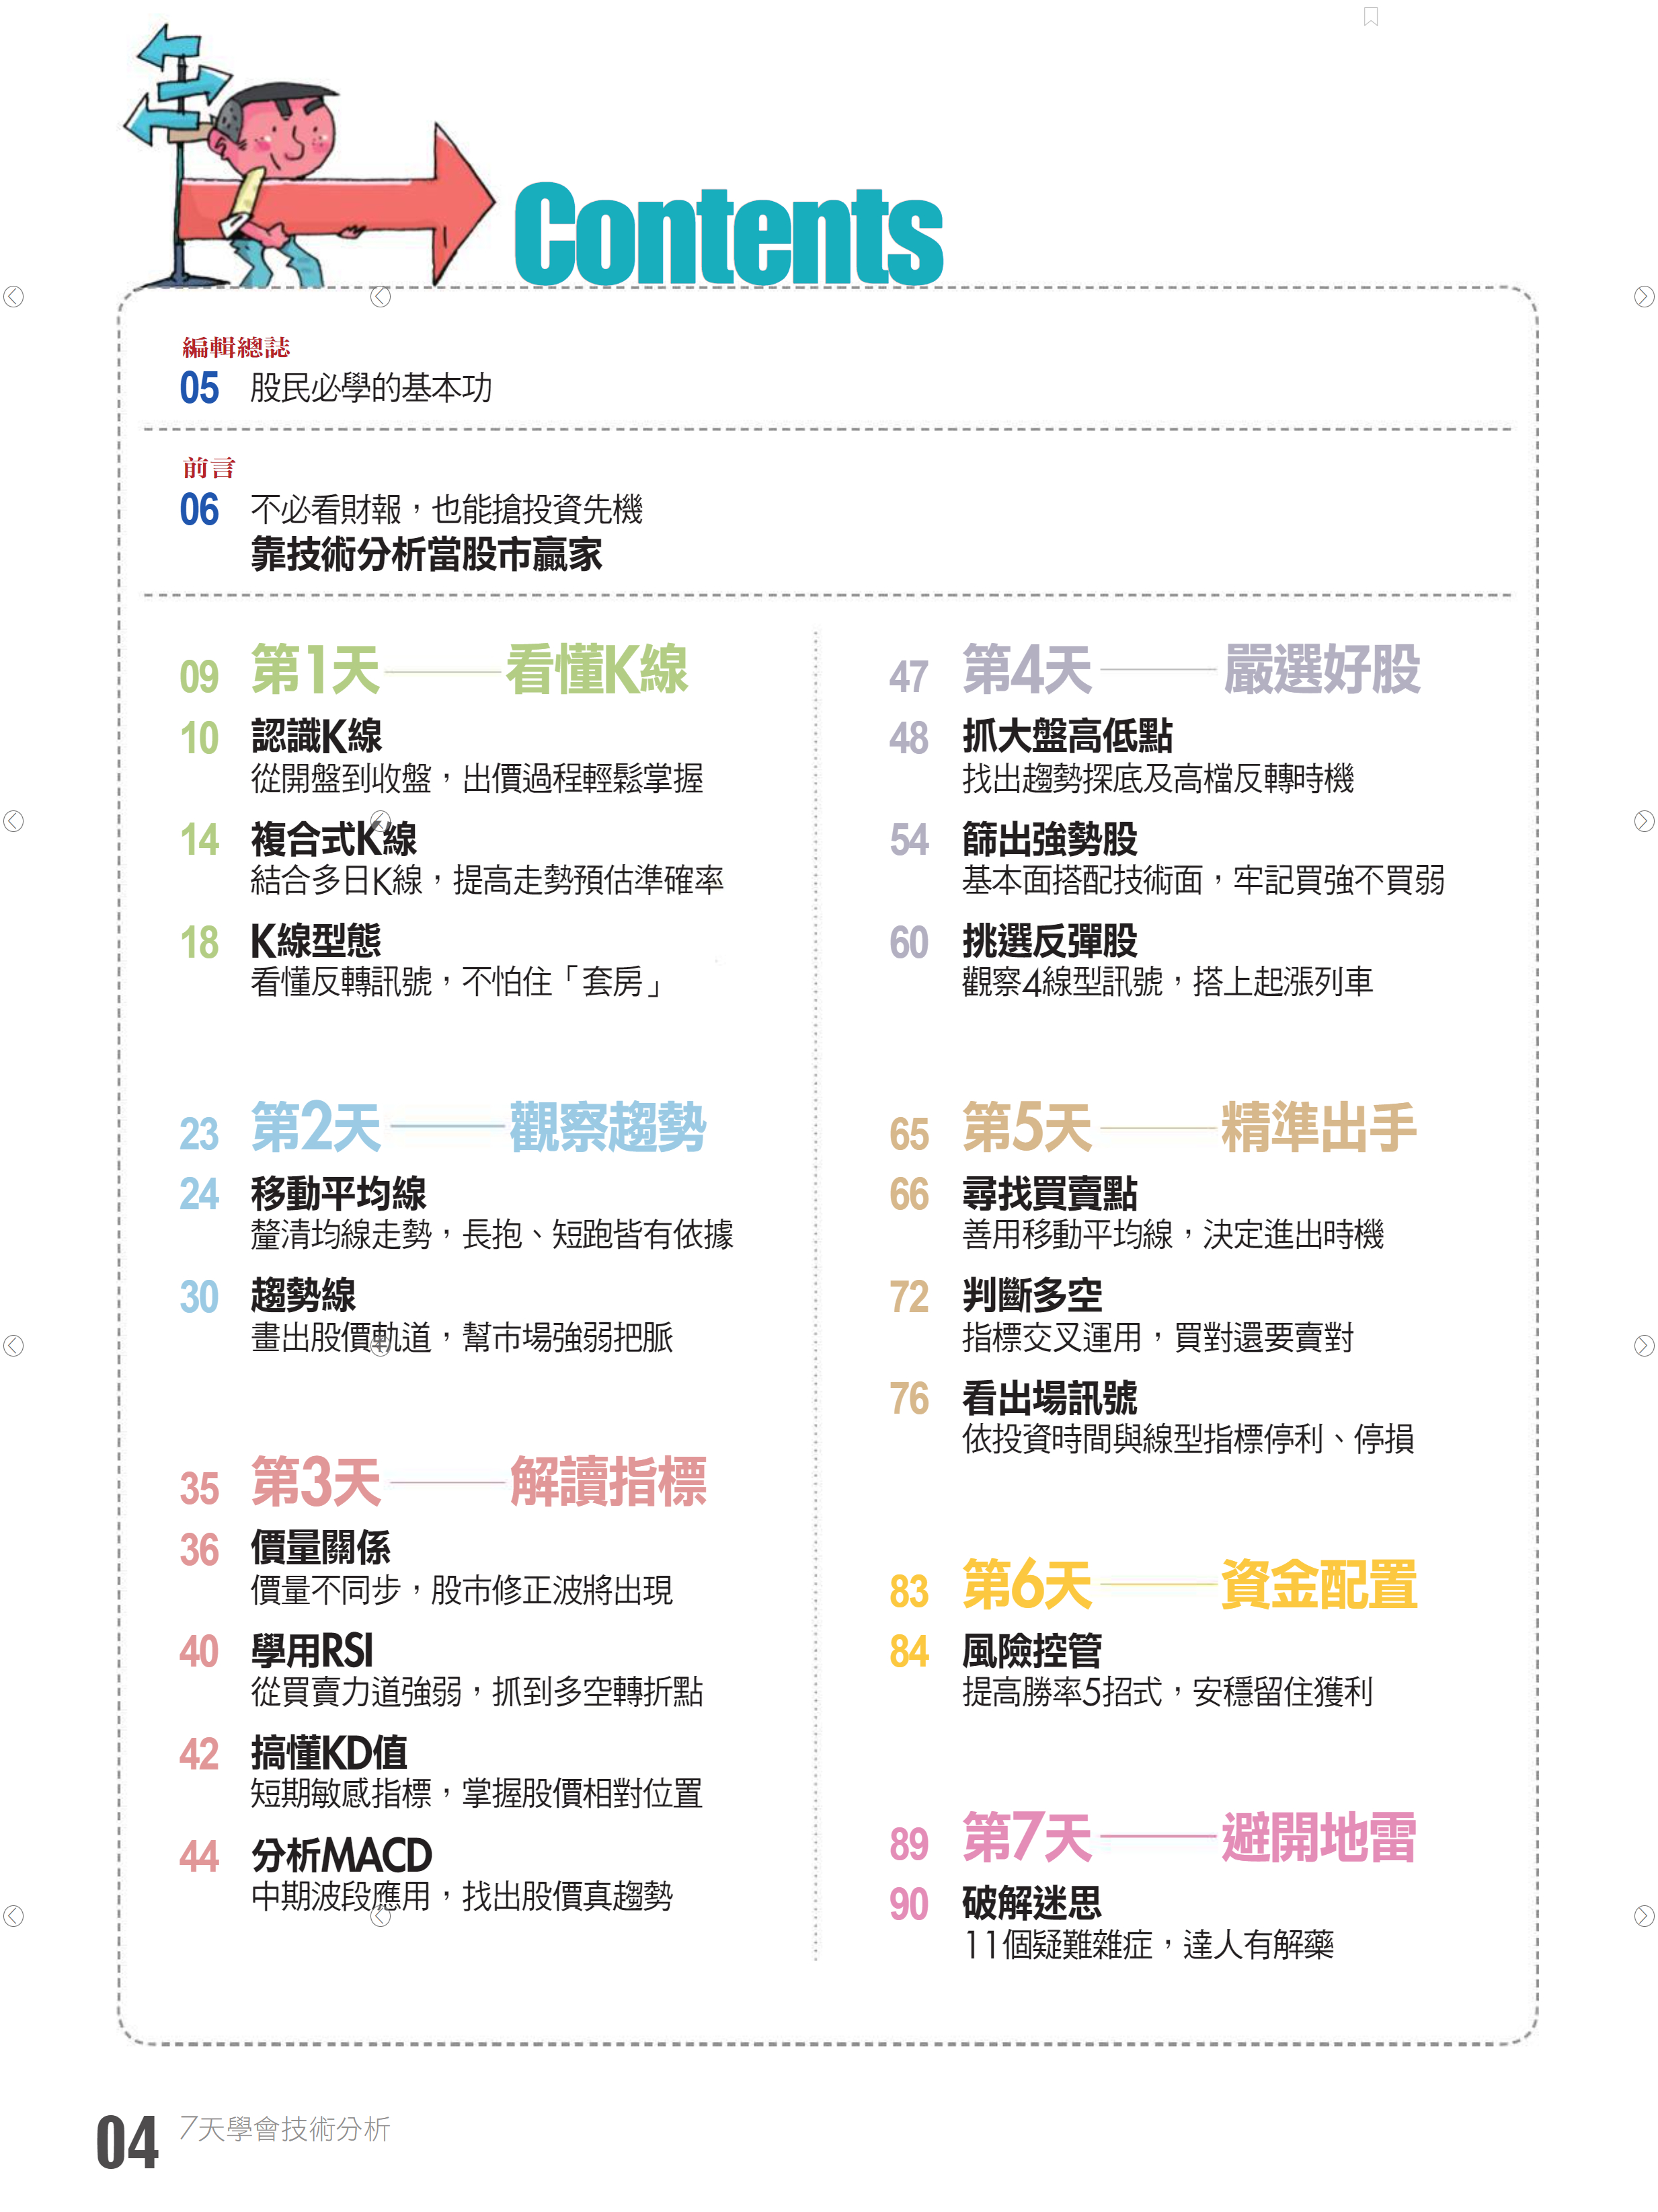 Contents
編輯總誌
05 股民必學的基本功
前言
06 不必看財報，也能搶投資先機
靠技術分析當股市贏家
09 第1天——看懂K線
10 認識K線
從開盤到收盤，出價過程輕鬆掌握
14 複合式K線
結合多日K線，提高走勢預估準確率
18 K線型態
看懂反轉訊號，不怕住「套房」
23 第2天——觀察趨勢
24 移動平均線
釐清均線走勢，長抱、短跑皆有依據
30 趨勢線
畫出股價軌道，幫市場強弱把脈
35 第3天——解讀指標
36 價量關係
價量不同步，股市修正波將出現
40 學用RSI
從買賣力道強弱，抓到多空轉折點
42 搞懂KD值
短期敏感指標，掌握股價相對位置
44 分析MACD
中期波段應用，找出股價真趨勢
47 第4天——嚴選好股
48 抓大盤高低點
找出趨勢探底及高檔反轉時機
54 篩出強勢股
基本面搭配技術面，牢記買強不買弱
60 挑選反彈股
觀察4線型訊號，搭上起漲列車
65 第5天——精準出手
66 尋找買賣點
善用移動平均線，決定進出時機
72 判斷多空
指標交叉運用，買對還要賣對
76 看出場訊號
依投資時間與線型指標停利、停損
83 第6天——資金配置
84 風險控管
提高勝率5招式，安穩留住獲利
89 第7天——避開地雷
90 破解迷思
11個疑難雜症，達人有解藥
04 7天學會技術分析